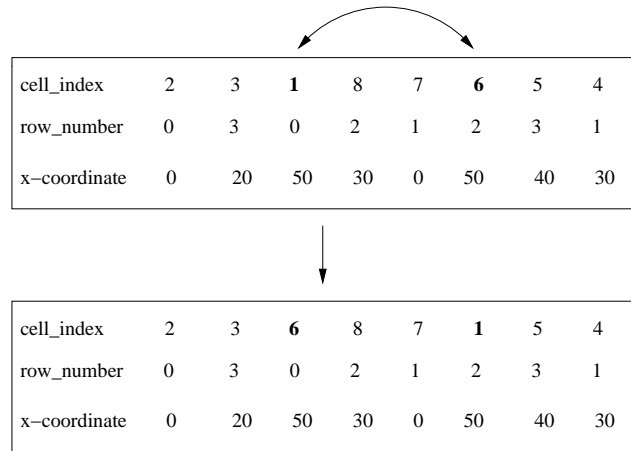 cell_index 2 3 1 8 7 6 5 4
row_number 0 3 0 2 1 2 3 1
x−coordinate 0 20 50 30 0 50 40 30
cell_index 2 3 6 8 7 1 5 4
row_number 0 3 0 2 1 2 3 1
x−coordinate 0 20 50 30 0 50 40 30